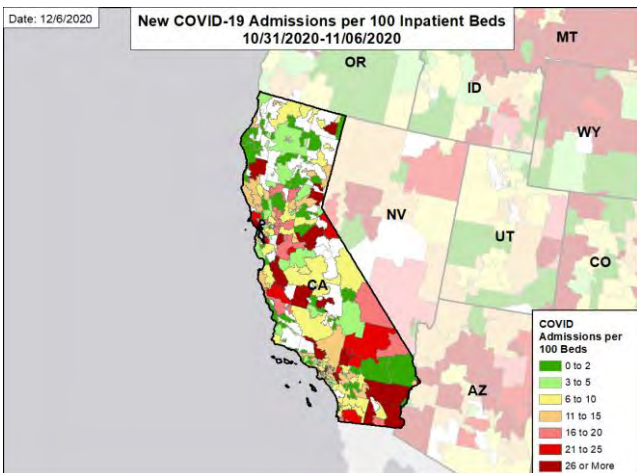 Date: 12/6/2020
New COVID-19 Admissions per 100 Inpatient Beds
10/31/2020-11/06/2020
MT
OR
ID
WY
NV
UT
CO
CA
AZ
COVID
Admissions per
100 Beds
0 to 2
3 to 5
6 to 10
11 to 15
16 to 20
21 to 25
26 or More